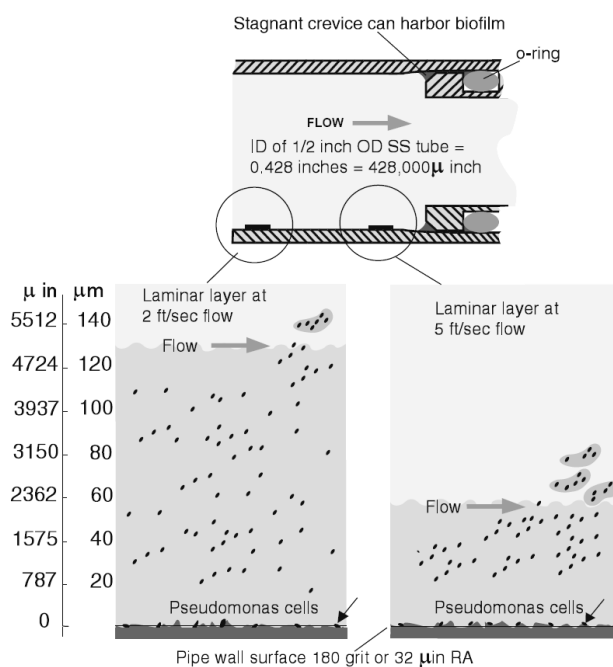 Stagnant crevice can harbor biofilm
o-ring
FLOW
ID of 1/2 inch OD SS tube =
0.428 inches = 428,000μ inch
μ in μm
5512 140
4724 120
3937 100
3150 80
2362 60
1575 40
787 20
0
Laminar layer at
2 ft/sec flow
Flow
Pseudomonas cells
Laminar layer at
5 ft/sec flow
Flow
Pseudomonas cells
Pipe wall surface 180 grit or 32 μin RA